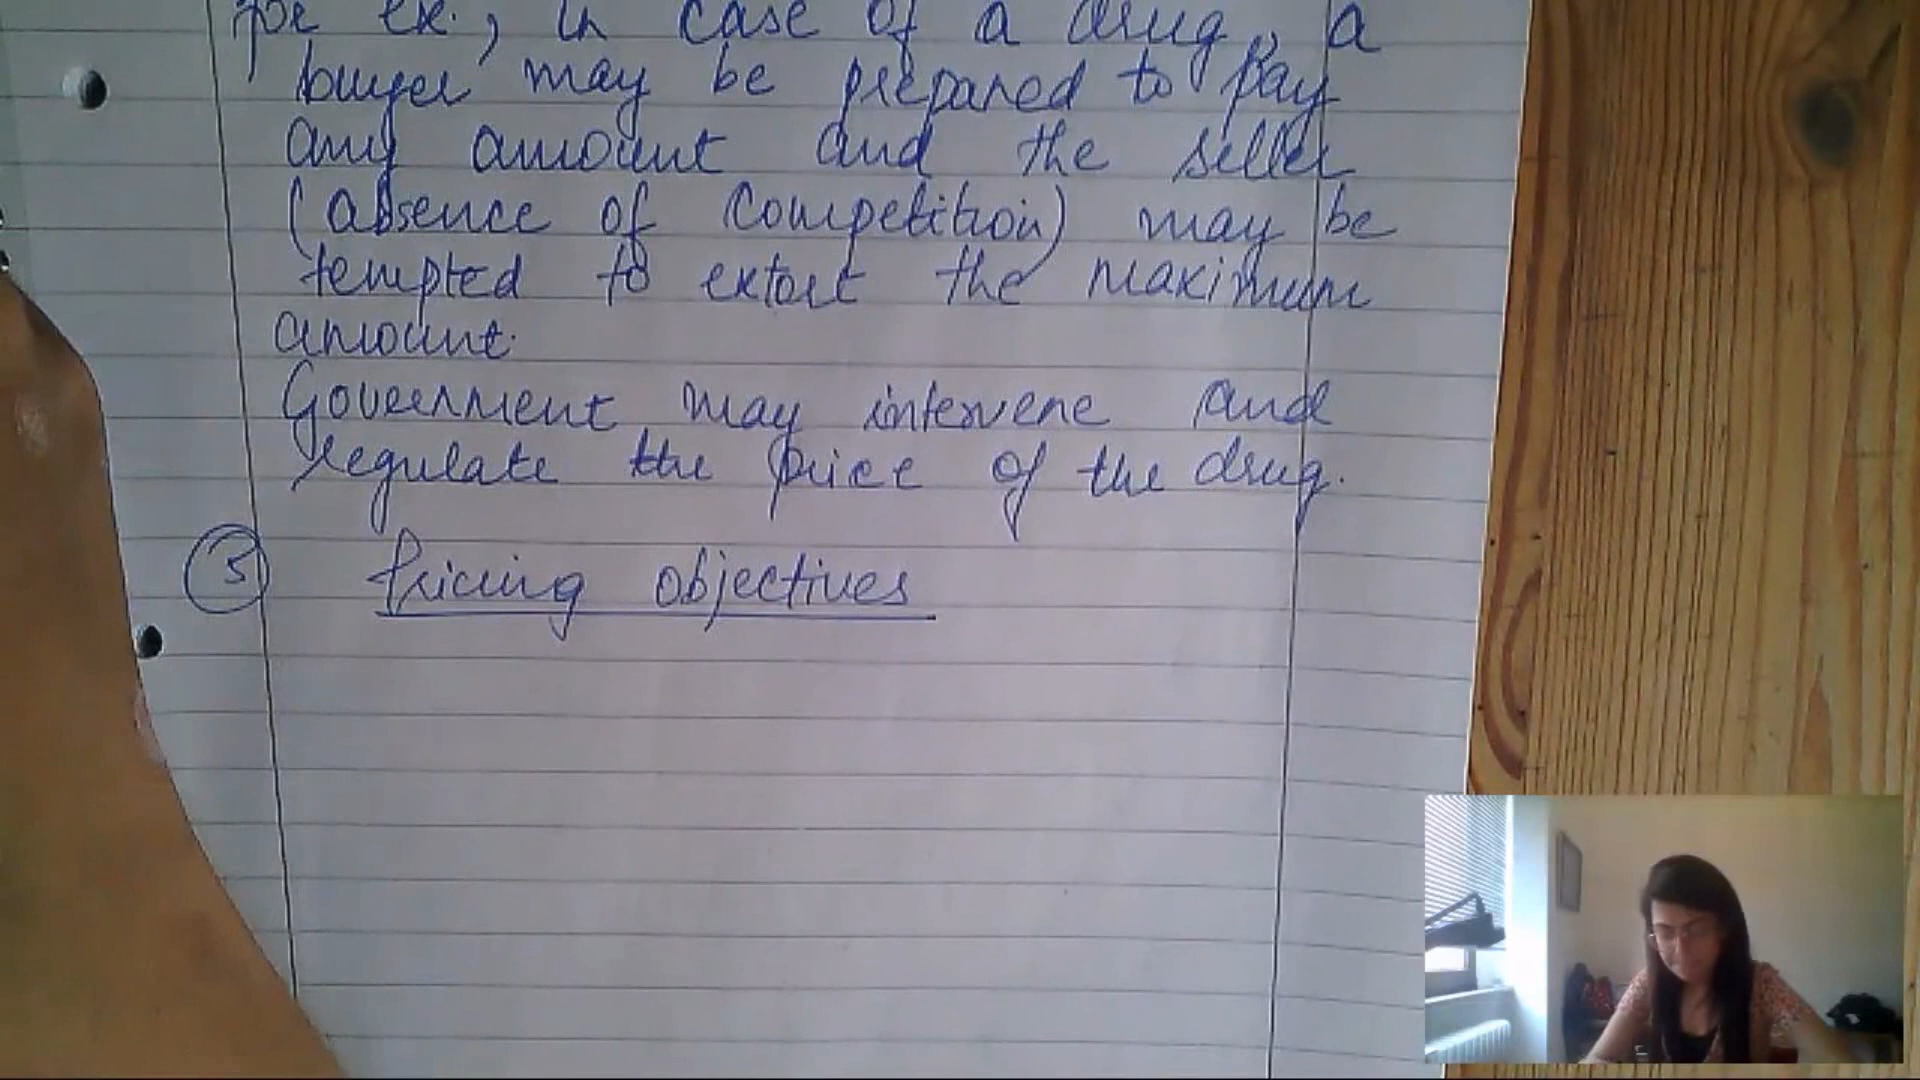 for ex., in case of a drug, a
buyer may be prepared to pay
any amount and the seller
(absence of competition) may be
tempted to extort the maximum
amount.
Government may intervene and
regulate the price of the drug.
3 Pricing objectives